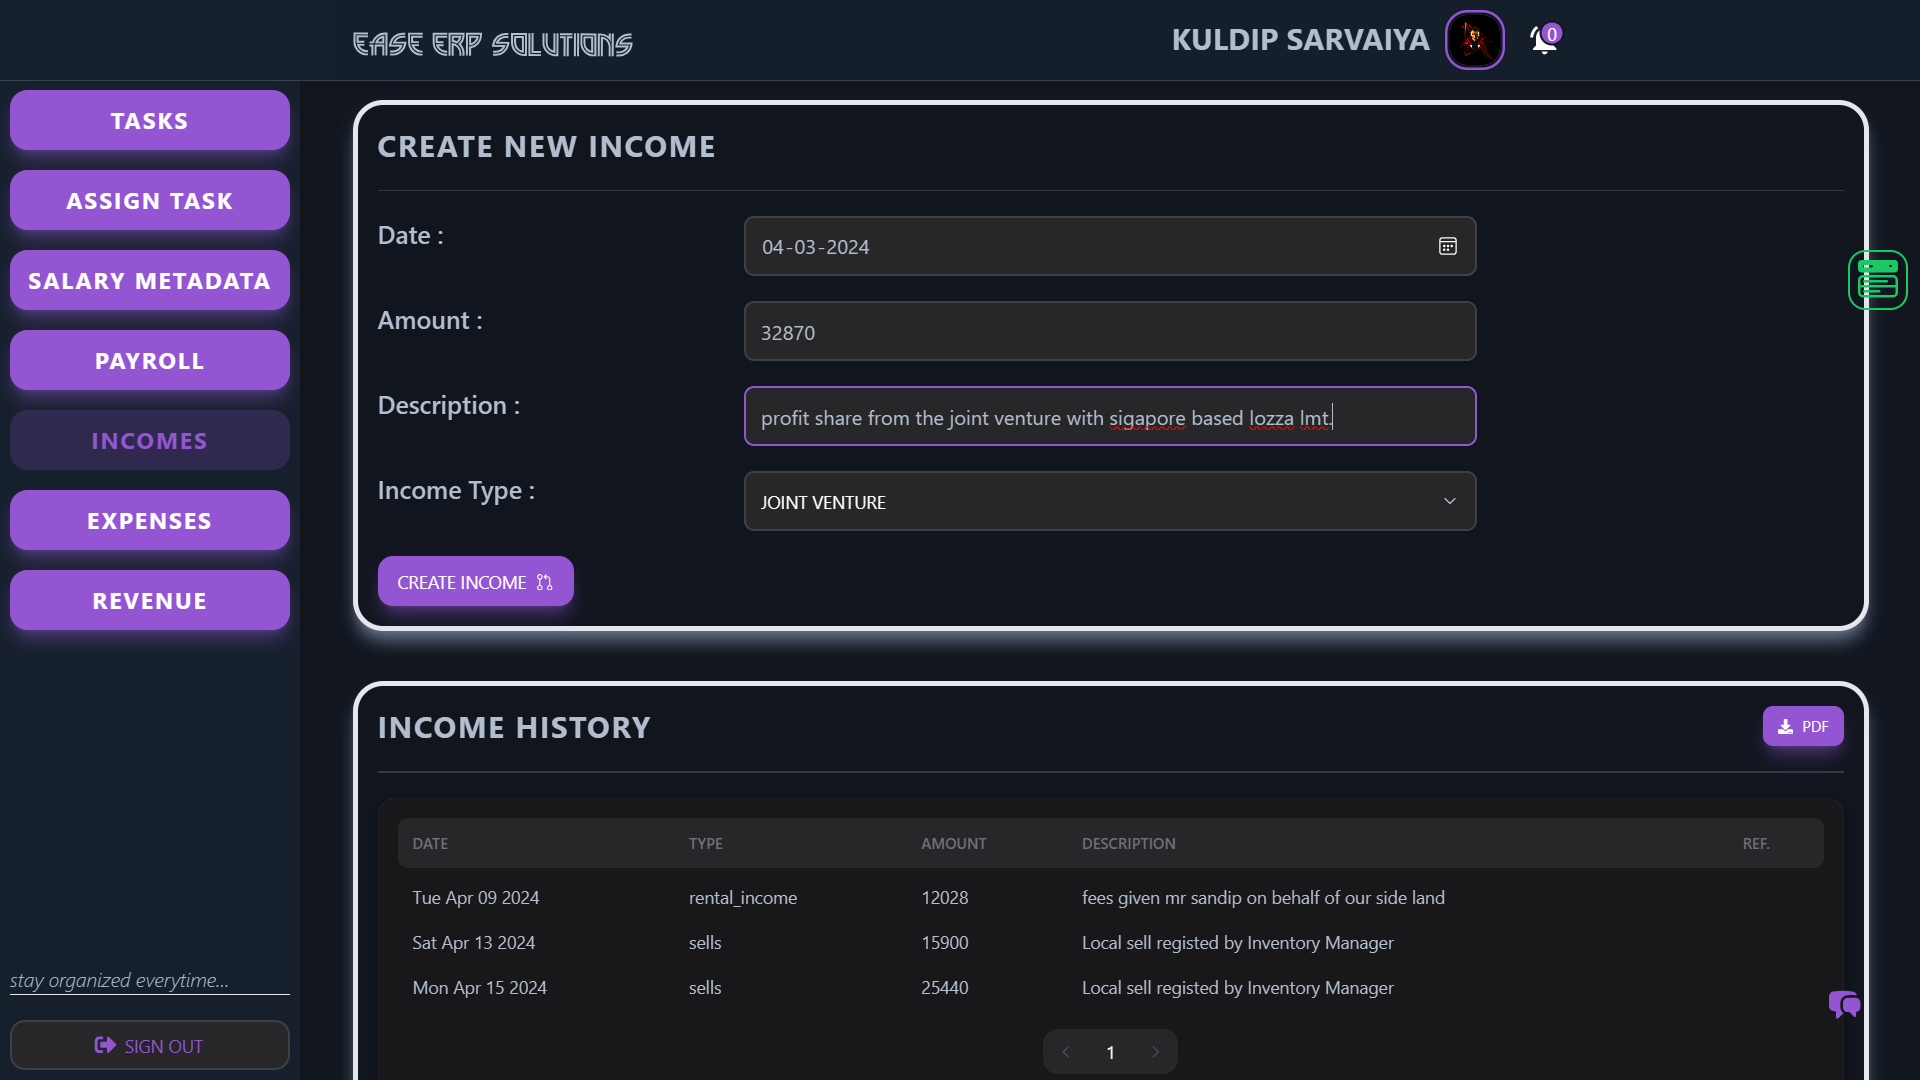 EASE ERP SOLUTIONS
KULDIP SARVAIYA
0
TASKS
ASSIGN TASK
SALARY METADATA
PAYROLL
INCOMES
EXPENSES
REVENUE
stay organized everytime...
SIGN OUT
CREATE NEW INCOME
Date :
04-03-2024
Amount :
32870
Description :
profit share from the joint venture with sigapore based lozza lmt.
Income Type :
JOINT VENTURE
CREATE INCOME
INCOME HISTORY
PDF
DATE TYPE AMOUNT DESCRIPTION REF.
Tue Apr 09 2024 rental_income 12028 fees given mr sandip on behalf of our side land
Sat Apr 13 2024 sells 15900 Local sell registed by Inventory Manager
Mon Apr 15 2024 sells 25440 Local sell registed by Inventory Manager
1